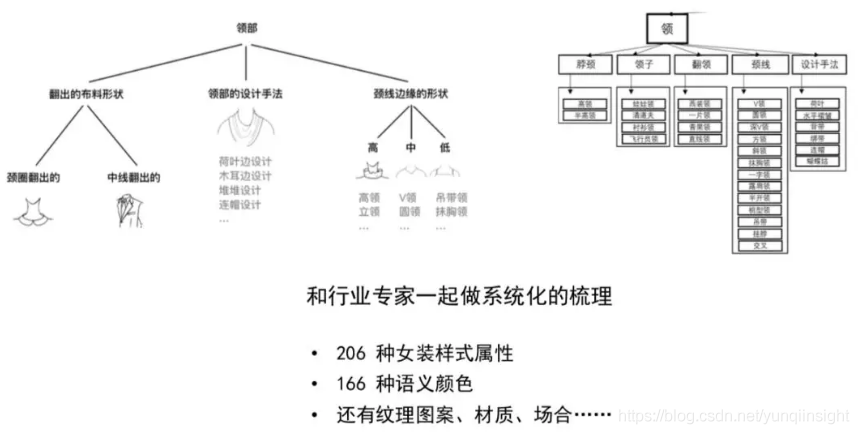 领部
翻出的布料形状
领部的设计手法
颈线边缘的形状
颈圈翻出的
中线翻出的
荷叶边设计
木耳边设计
堆堆设计
连帽设计
...
高 中 低
高领 V领 吊带领
立领 圆领 抹胸领
... ... ...
领
脖颈 领子 翻领 颈线 设计手法
高领
半高领
娃娃领
清道夫
衬衫领
飞行员领
西装领
一片领
青果领
直线领
V领
圆领
深V领
方领
斜领
抹胸领
一字领
露肩领
半开领
船型领
吊带
挂脖
交叉
荷叶
水平褶皱
肩带
绑带
连帽
蝴蝶结
和行业专家一起做系统化的梳理
• 206 种女装样式属性
• 166 种语义颜色
• 还有纹理图案、材质、场合……
https://blog.csdn.net/yunqiinsight